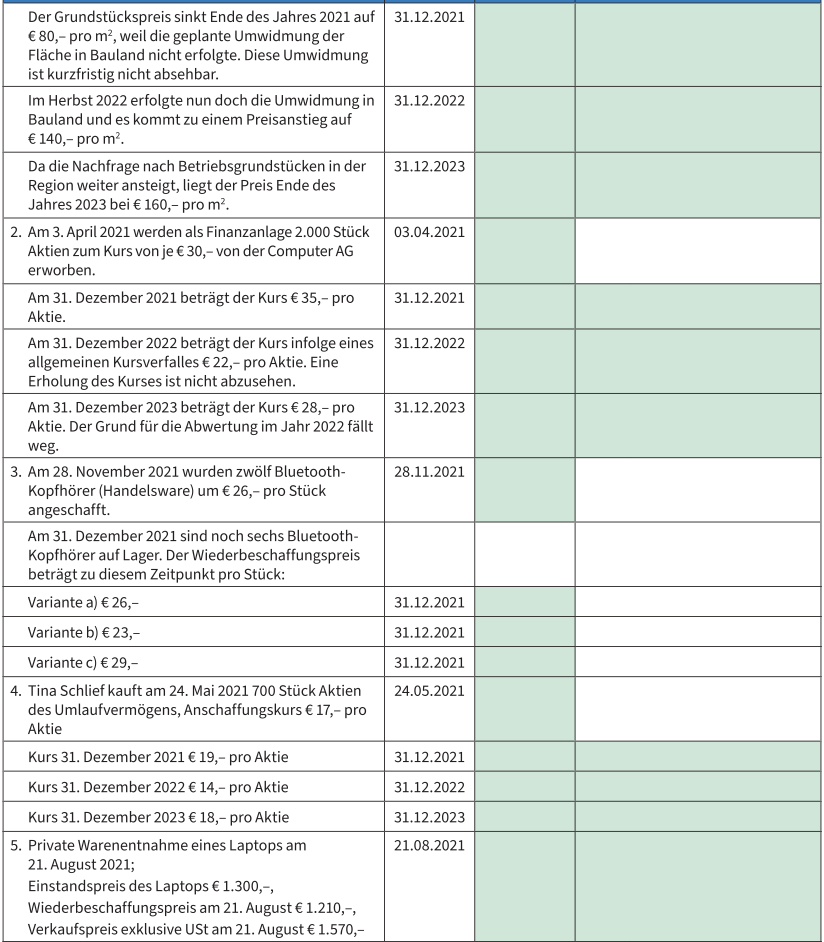 Der Grundstückspreis sinkt Ende des Jahres 2021 auf
€ 80,– pro m², weil die geplante Umwidmung der
Fläche in Bauland nicht erfolgte. Diese Umwidmung
ist kurzfristig nicht absehbar.
31.12.2021
Im Herbst 2022 erfolgte nun doch die Umwidmung in
Bauland und es kommt zu einem Preisanstieg auf
€ 140,– pro m².
31.12.2022
Da die Nachfrage nach Betriebsgrundstücken in der
Region weiter ansteigt, liegt der Preis Ende des
Jahres 2023 bei € 160,– pro m².
31.12.2023
2. Am 3. April 2021 werden als Finanzanlage 2.000 Stück
Aktien zum Kurs von je € 30,– von der Computer AG
erworben.
03.04.2021
Am 31. Dezember 2021 beträgt der Kurs € 35,– pro
Aktie.
31.12.2021
Am 31. Dezember 2022 beträgt der Kurs infolge eines
allgemeinen Kursverfalles € 22,– pro Aktie. Eine
Erholung des Kurses ist nicht abzusehen.
31.12.2022
Am 31. Dezember 2023 beträgt der Kurs € 28,– pro
Aktie. Der Grund für die Abwertung im Jahr 2022 fällt
weg.
31.12.2023
3. Am 28. November 2021 wurden zwölf Bluetooth-
Kopfhörer (Handelsware) um € 26,– pro Stück
angeschafft.
28.11.2021
Am 31. Dezember 2021 sind noch sechs Bluetooth-
Kopfhörer auf Lager. Der Wiederbeschaffungspreis
beträgt zu diesem Zeitpunkt pro Stück:
Variante a) € 26,–
31.12.2021
Variante b) € 23,–
31.12.2021
Variante c) € 29,–
31.12.2021
4. Tina Schlief kauft am 24. Mai 2021 700 Stück Aktien
des Umlaufvermögens, Anschaffungskurs € 17,– pro
Aktie
24.05.2021
Kurs 31. Dezember 2021 € 19,– pro Aktie
31.12.2021
Kurs 31. Dezember 2022 € 14,– pro Aktie
31.12.2022
Kurs 31. Dezember 2023 € 18,– pro Aktie
31.12.2023
5. Private Warenentnahme eines Laptops am
21. August 2021;
Einstandspreis des Laptops € 1.300,–,
Wiederbeschaffungspreis am 21. August € 1.210,–,
Verkaufspreis exklusive USt am 21. August € 1.570,–
21.08.2021